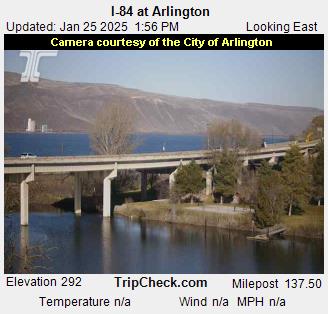 I-84 at Arlington
Updated: Jan 25 2025 1:56 PM Looking East
Camera courtesy of the City of Arlington
Elevation 292 TripCheck.com Milepost 137.50
Temperature n/a Wind n/a MPH n/a